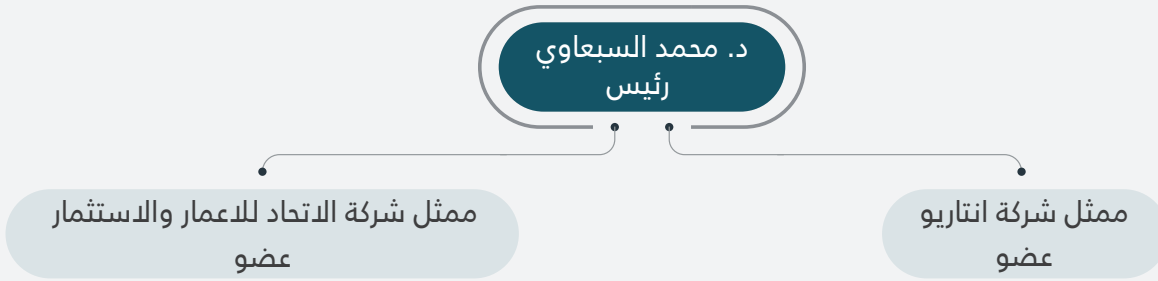 د. محمد السبعاوي
رئيس
ممثل شركة انتاريو
عضو
ممثل شركة الاتحاد للاعمار والاستثمار
عضو